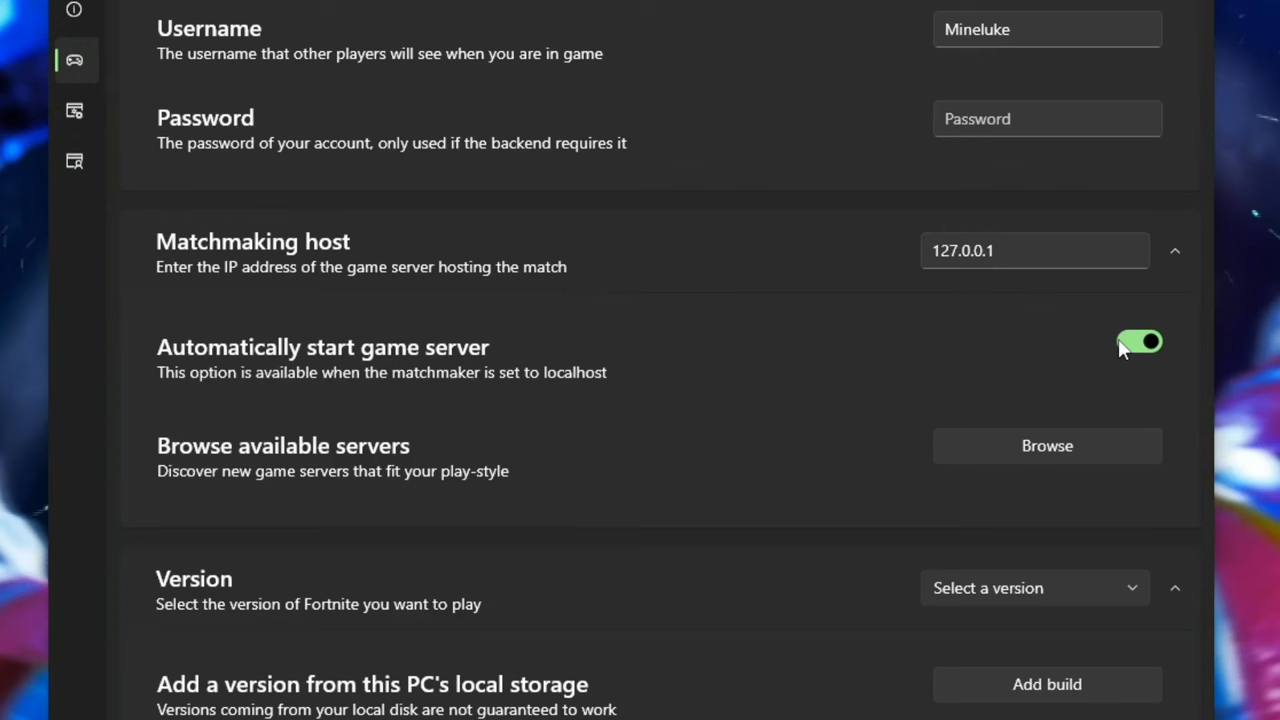 Username
The username that other players will see when you are in game
Mineluke
Password
The password of your account, only used if the backend requires it
Password
Matchmaking host
Enter the IP address of the game server hosting the match
127.0.0.1
Automatically start game server
This option is available when the matchmaker is set to localhost
Browse available servers
Discover new game servers that fit your play-style
Browse
Version
Select the version of Fortnite you want to play
Select a version
Add a version from this PC's local storage
Versions coming from your local disk are not guaranteed to work
Add build